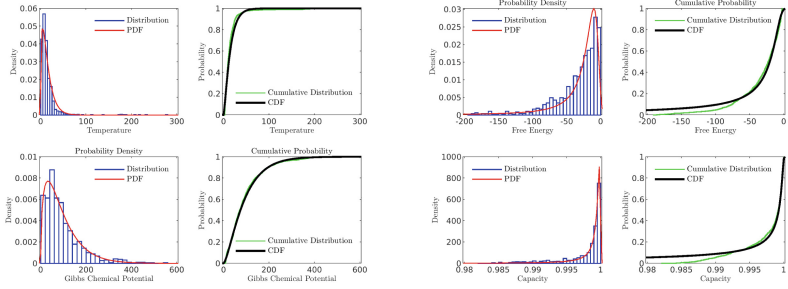 Probability Density
Cumulative Probability
0.06
0.05
0.04
0.03
0.02
0.01
0
Density
Distribution
PDF
0
100
200
300
Temperature
1
0.8
0.6
0.4
0.2
0
Probability
Cumulative Distribution
CDF
0
100
200
300
Temperature
0.03
0.025
0.02
0.015
0.01
0.005
0
Density
Distribution
PDF
-200
-150
-100
-50
0
Free Energy
1
0.8
0.6
0.4
0.2
0
Probability
Cumulative Distribution
CDF
-200
-150
-100
-50
0
Free Energy
Probability Density
0.01
0.008
0.006
0.004
0.002
0
Density
Distribution
PDF
0
200
400
600
Gibbs Chemical Potential
Cumulative Probability
1
0.8
0.6
0.4
0.2
0
Probability
Cumulative Distribution
CDF
0
200
400
600
Gibbs Chemical Potential
1000
800
600
400
200
0
Density
Distribution
PDF
0.98
0.985
0.99
0.995
1
Capacity
1
0.8
0.6
0.4
0.2
0
Probability
Cumulative Distribution
CDF
0.98
0.985
0.99
0.995
1
Capacity